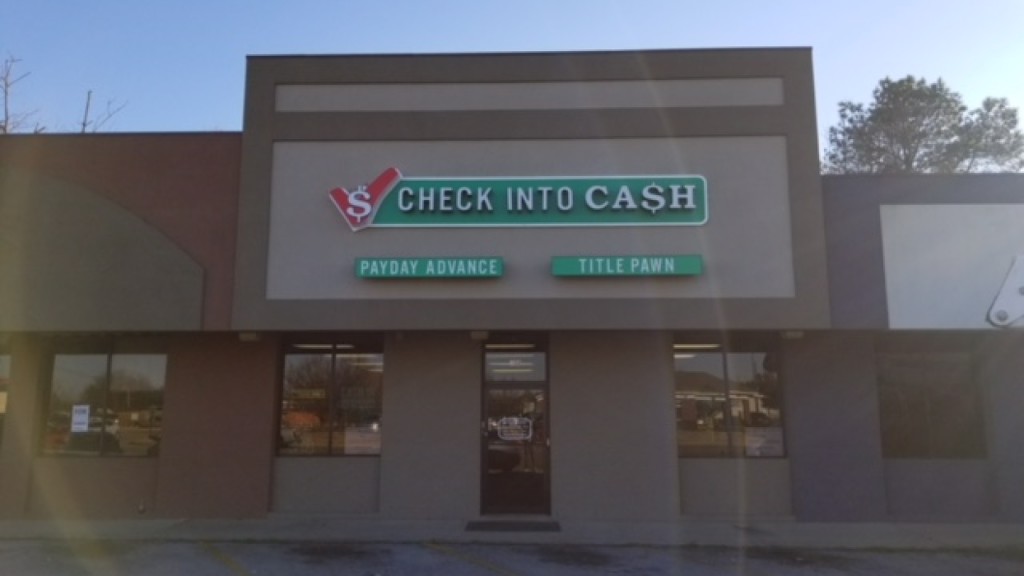 $ CHECK INTO CA$H
PAYDAY ADVANCE TITLE PAWN